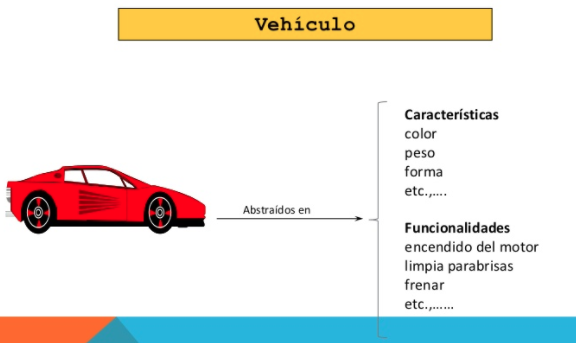 Vehículo
Abstraídos en
Características
color
peso
forma
etc.,....
Funcionalidades
encendido del motor
limpia parabrisas
frenar
etc.,......